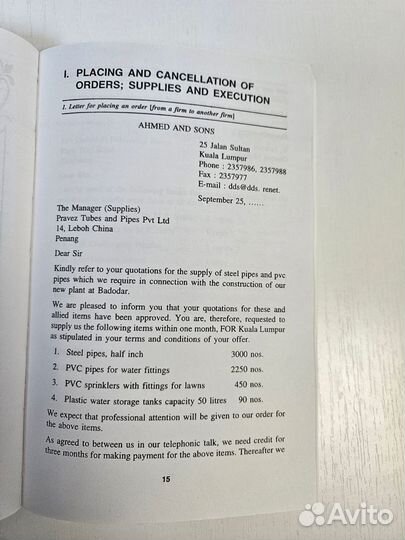 I. PLACING AND CANCELLATION OF
ORDERS; SUPPLIES AND EXECUTION
1. Letter for placing an order [from a firm to another firm]
AHMED AND SONS
25 Jalan Sultan
Kuala Lumpur
Phone : 2357986, 2357988
Fax : 2357977
E-mail : dds@dds. renet.
September 25, ......
The Manager (Supplies)
Pravez Tubes and Pipes Pvt Ltd
14, Leboh China
Penang
Dear Sir
Kindly refer to your quotations for the supply of steel pipes and pvc
pipes which we require in connection with the construction of our
new plant at Badodar.
We are pleased to inform you that your quotations for these and
allied items have been approved. You are, therefore, requested to
supply us the following items within one month, FOR Kuala Lumpur
as stipulated in your terms and conditions of your offer.
1. Steel pipes, half inch 3000 nos.
2. PVC pipes for water fittings 2250 nos.
3. PVC sprinklers with fittings for lawns 450 nos.
4. Plastic water storage tanks capacity 50 litres 90 nos.
We expect that professional attention will be given to our order for
the above items.
As agreed to between us in our telephonic talk, we need credit for
three months for making payment for the above items. Thereafter we
15
Avito